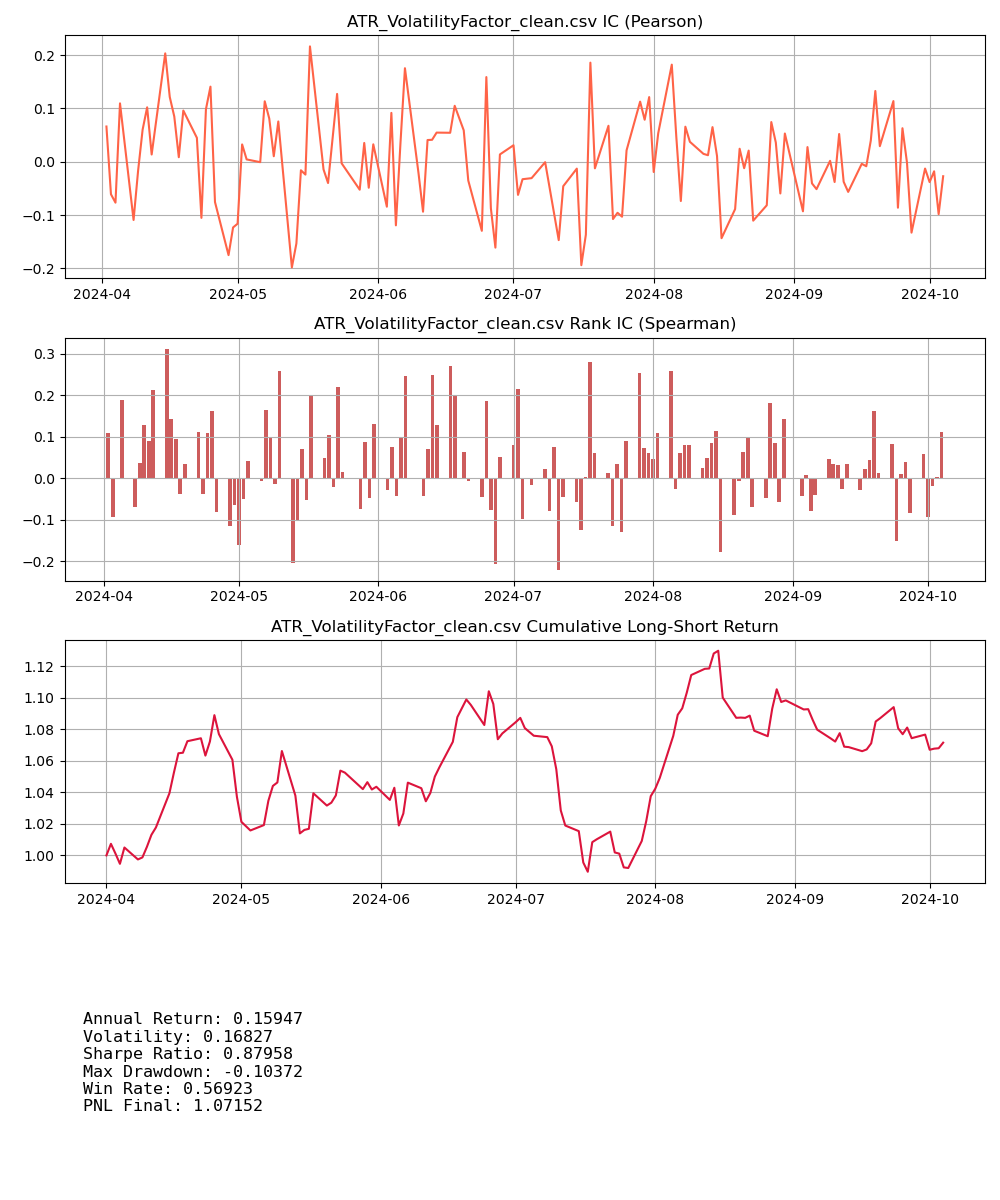 ATR_VolatilityFactor_clean.csv IC (Pearson)
0.2
0.1
0.0
−0.1
−0.2
2024-04 2024-05 2024-06 2024-07 2024-08 2024-09 2024-10
ATR_VolatilityFactor_clean.csv Rank IC (Spearman)
0.3
0.2
0.1
0.0
−0.1
−0.2
2024-04 2024-05 2024-06 2024-07 2024-08 2024-09 2024-10
ATR_VolatilityFactor_clean.csv Cumulative Long-Short Return
1.12
1.10
1.08
1.06
1.04
1.02
1.00
2024-04 2024-05 2024-06 2024-07 2024-08 2024-09 2024-10
Annual Return: 0.15947
Volatility: 0.16827
Sharpe Ratio: 0.87958
Max Drawdown: -0.10372
Win Rate: 0.56923
PNL Final: 1.07152